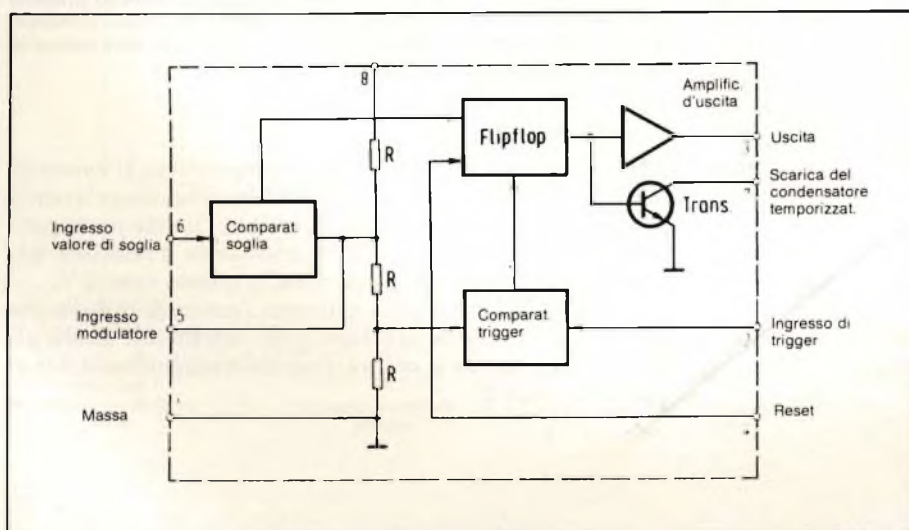 8
Amplific.
d'uscita
Flipflop
3
Uscita
R
Scarica del
condensatore
temporizzat.
Trans.
6
Ingresso
valore di soglia
Comparat.
soglia
R
5
Ingresso
modulatore
Comparat.
trigger
Ingresso di
trigger
R
Massa
Reset